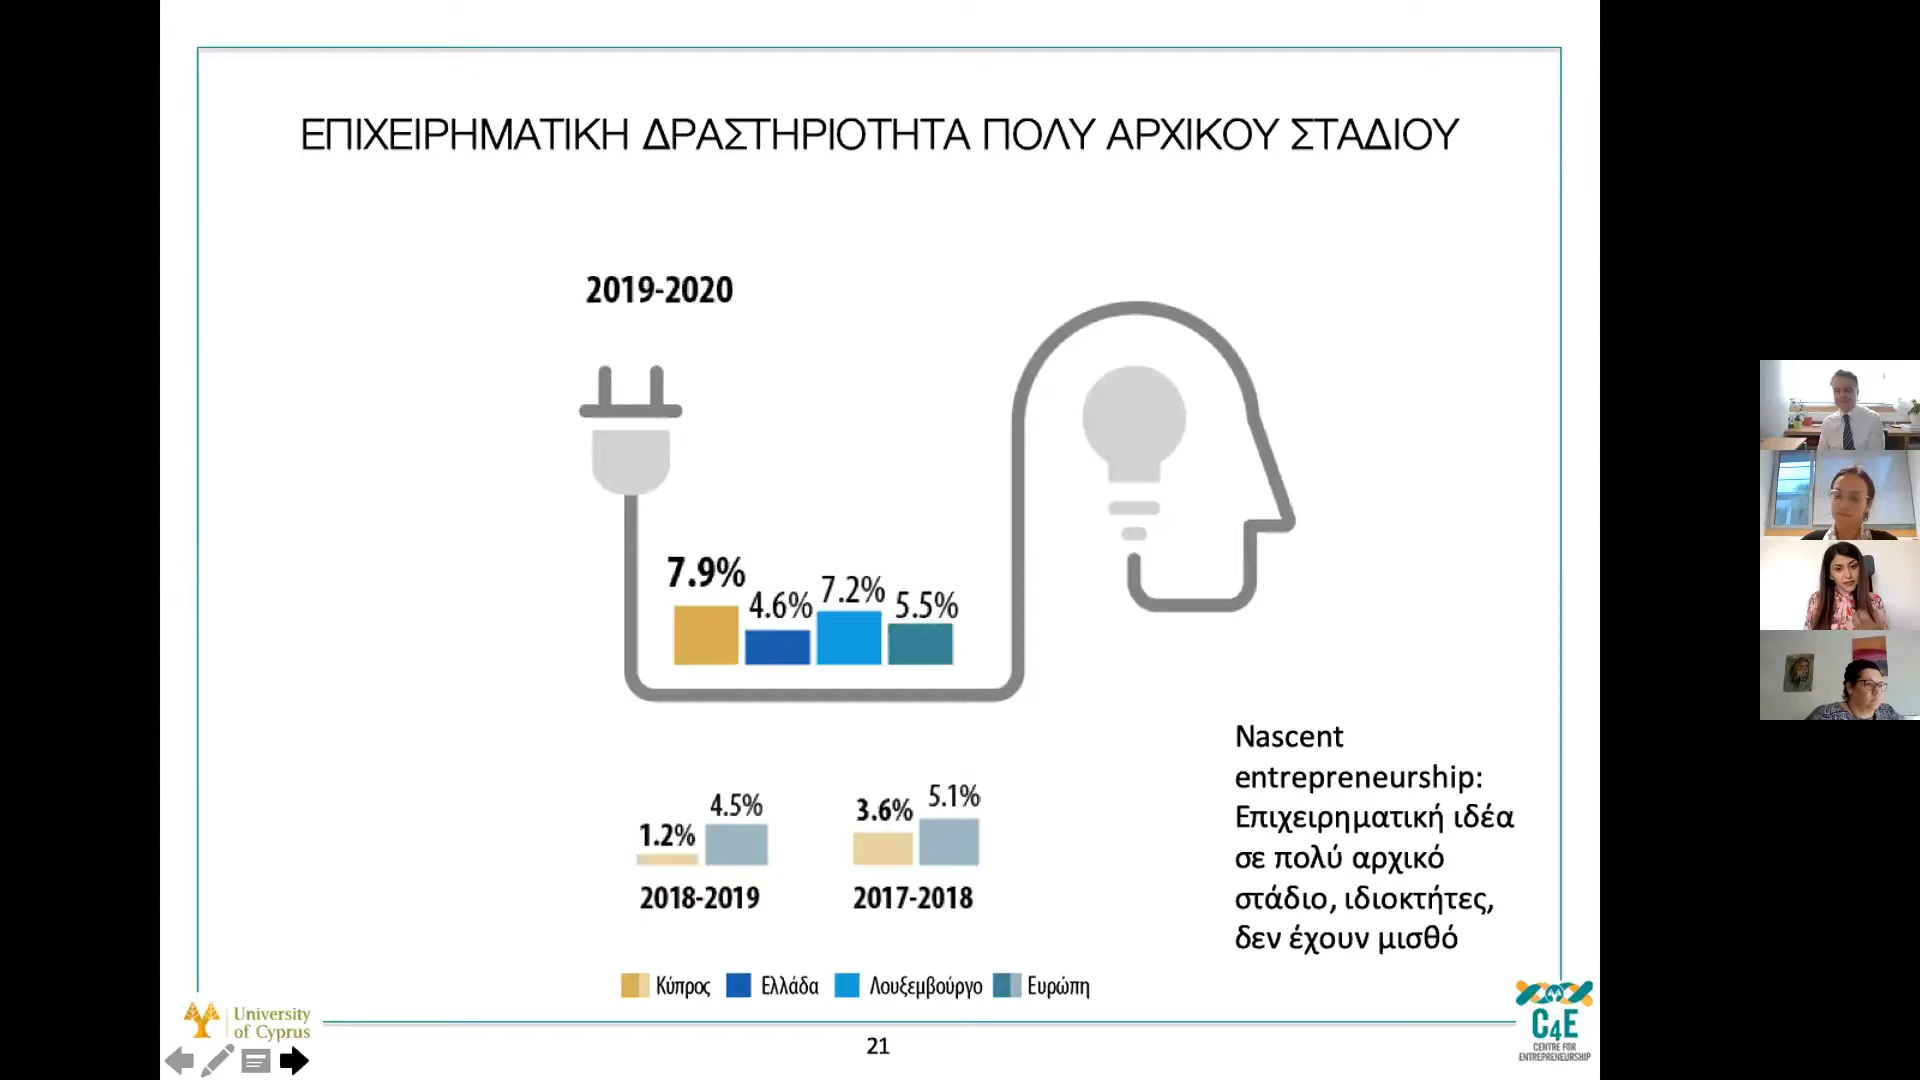 ΕΠΙΧΕΙΡΗΜΑΤΙΚΗ ΔΡΑΣΤΗΡΙΟΤΗΤΑ ΠΟΛΥ ΑΡΧΙΚΟΥ ΣΤΑΔΙΟΥ
2019-2020
7.9%
4.6%
7.2%
5.5%
1.2%
4.5%
2018-2019
3.6%
5.1%
2017-2018
Nascent
entrepreneurship:
Επιχειρηματική ιδέα
σε πολύ αρχικό
στάδιο, ιδιοκτήτες,
δεν έχουν μισθό
Κύπρος
Ελλάδα
Λουξεμβούργο
Ευρώπη
University
of Cyprus
21
C4E
CENTRE FOR
ENTREPRENEURSHIP